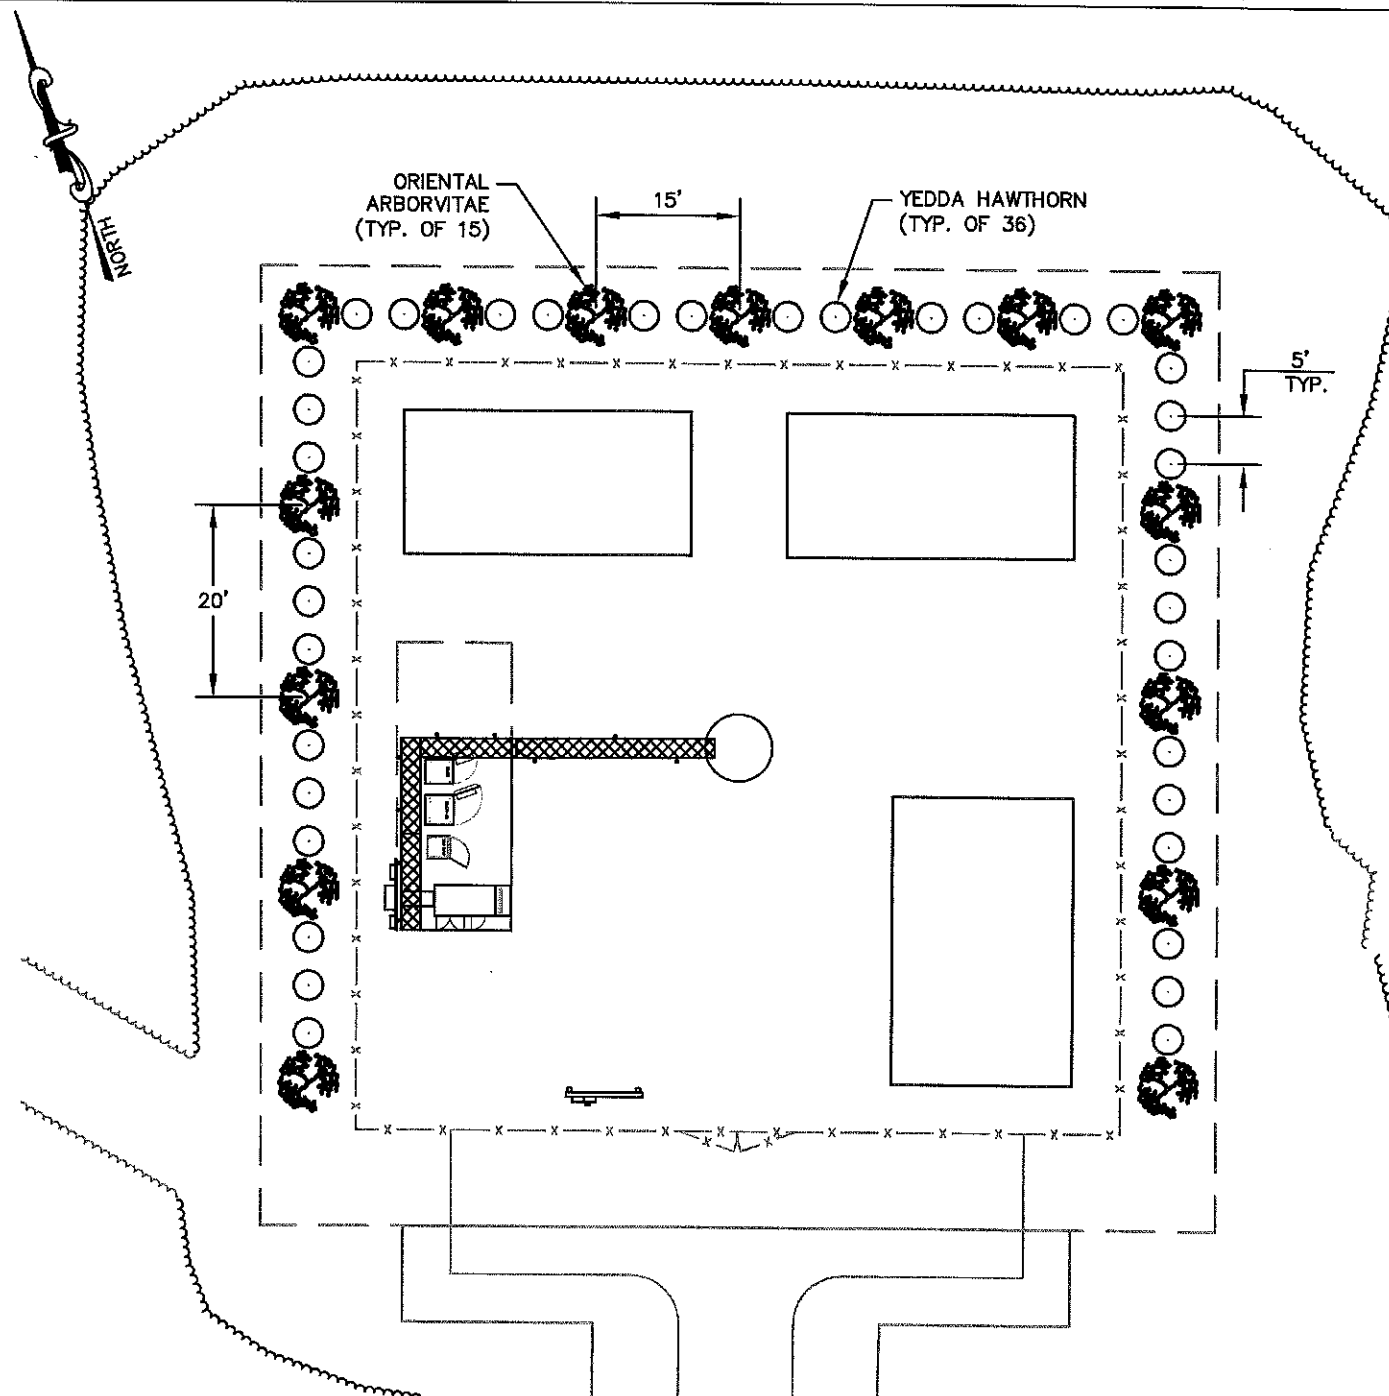 NORTH
ORIENTAL
ARBORVITAE
(TYP. OF 15)
15'
YEDDA HAWTHORN
(TYP. OF 36)
5'
TYP.
20'